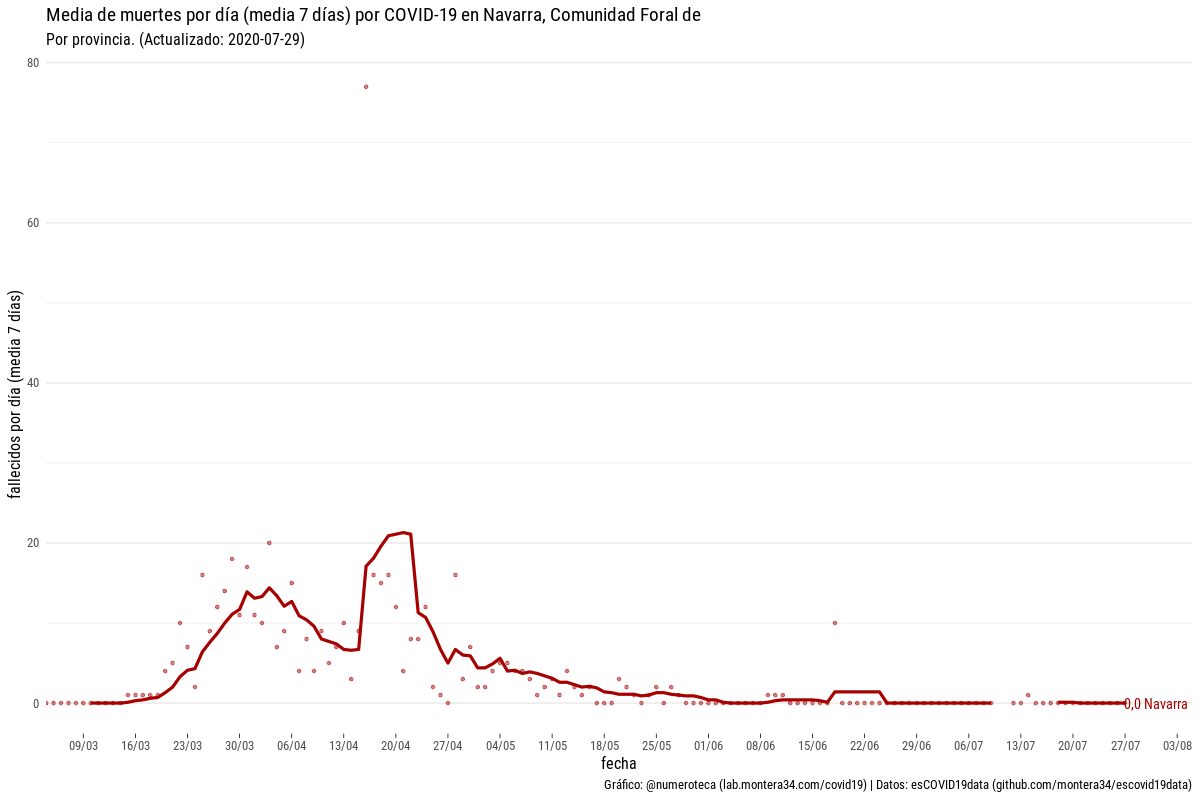 Media de muertes por día (media 7 días) por COVID-19 en Navarra, Comunidad Foral de
Por provincia. (Actualizado: 2020-07-29)
80
60
40
20
0
fallecidos por día (media 7 días)
0,0 Navarra
09/03 16/03 23/03 30/03 06/04 13/04 20/04 27/04 04/05 11/05 18/05 25/05 01/06 08/06 15/06 22/06 29/06 06/07 13/07 20/07 27/07 03/08
fecha
Gráfico: @numeroteca (lab.montera34.com/covid19) | Datos: esCOVID19data (github.com/montera34/escovid19data)